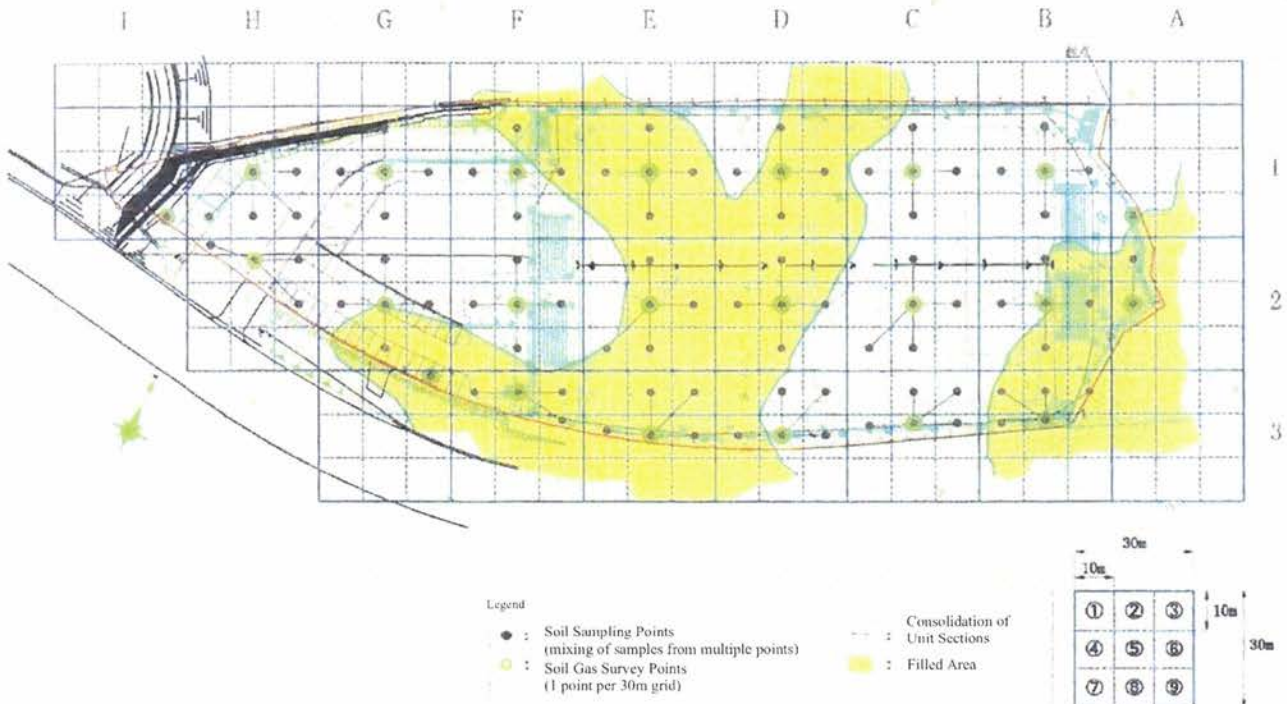 I H G F E D C B A
1
2
3
30m
10m
10m
30m
① ② ③
④ ⑤ ⑥
⑦ ⑧ ⑨
Legend
● : Soil Sampling Points
(mixing of samples from multiple points)
: Soil Gas Survey Points
(1 point per 30m grid)
: Consolidation of
Unit Sections
: Filled Area